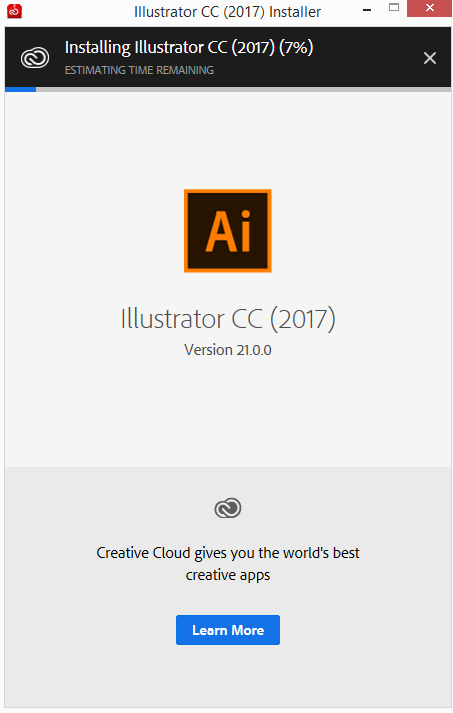 Illustrator CC (2017) Installer
Installing Illustrator CC (2017) (7%)
ESTIMATING TIME REMAINING
Ai
Illustrator CC (2017)
Version 21.0.0
Creative Cloud gives you the world's best
creative apps
Learn More